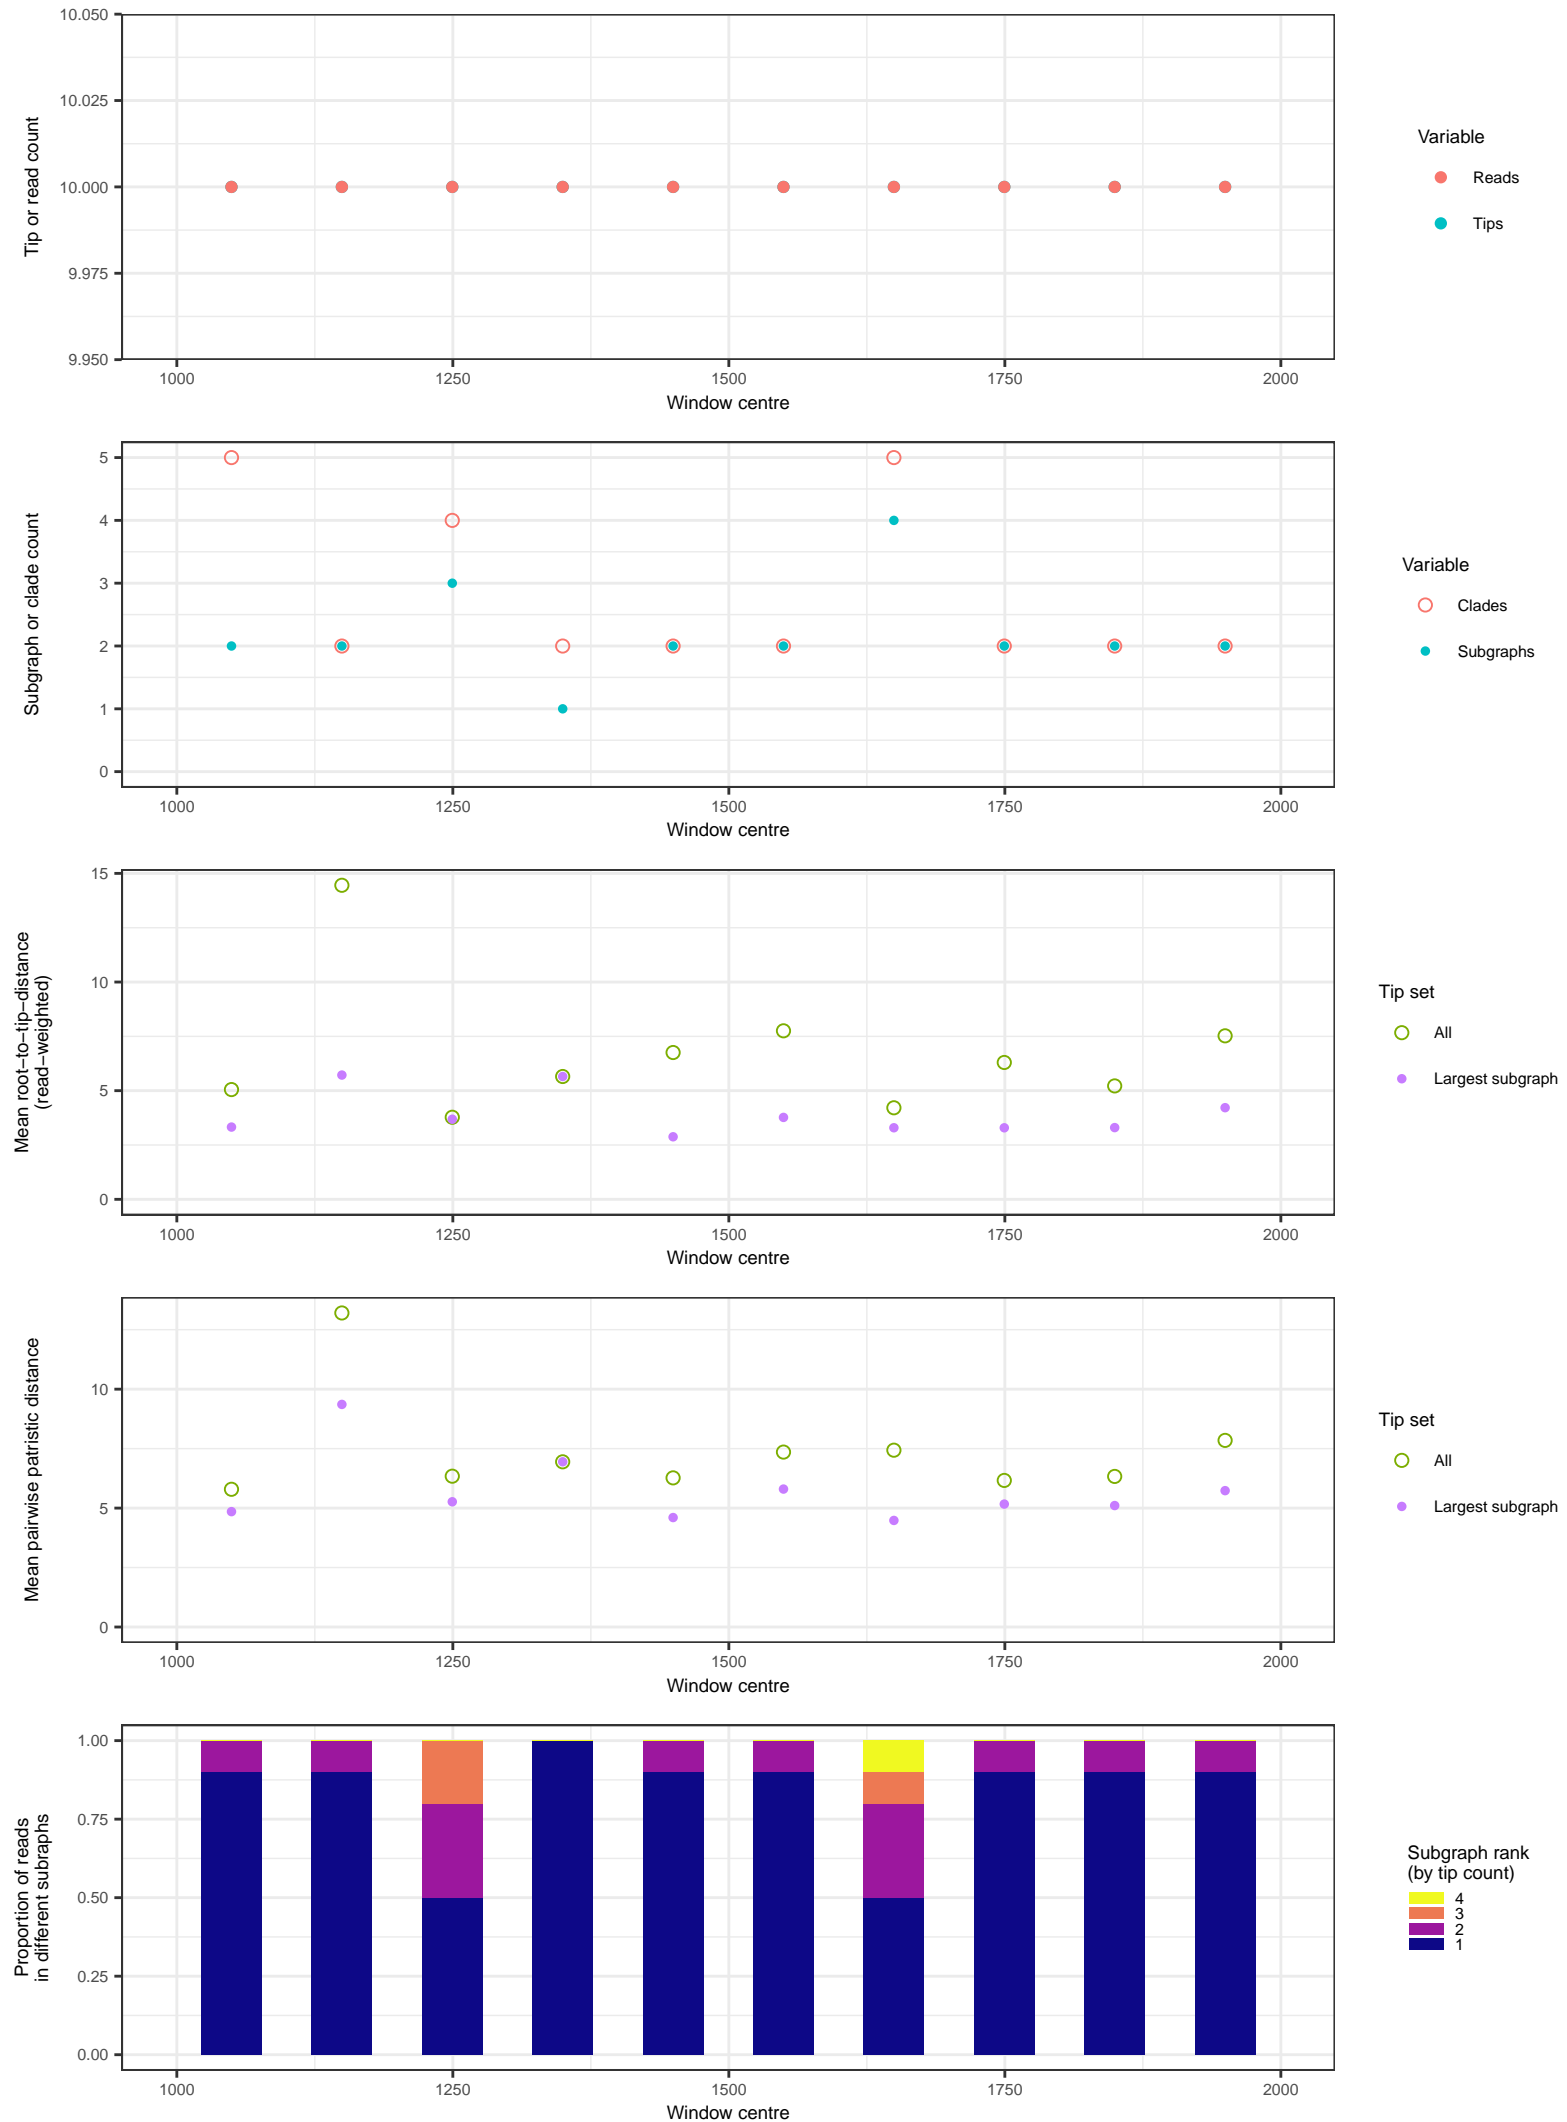 10.050
10.025
10.000
9.975
9.950
Tip or read count
1000 1250 1500 1750 2000
Window centre
Variable
Reads
Tips
5
4
3
2
1
0
Subgraph or clade count
1000 1250 1500 1750 2000
Window centre
Variable
Clades
Subgraphs
15
10
5
0
Mean root−to−tip−distance
(read−weighted)
1000 1250 1500 1750 2000
Window centre
Tip set
All
Largest subgraph
10
5
0
Mean pairwise patristic distance
1000 1250 1500 1750 2000
Window centre
Tip set
All
Largest subgraph
1.00
0.75
0.50
0.25
0.00
Proportion of reads
in different subraphs
1000 1250 1500 1750 2000
Window centre
Subgraph rank
(by tip count)
4
3
2
1